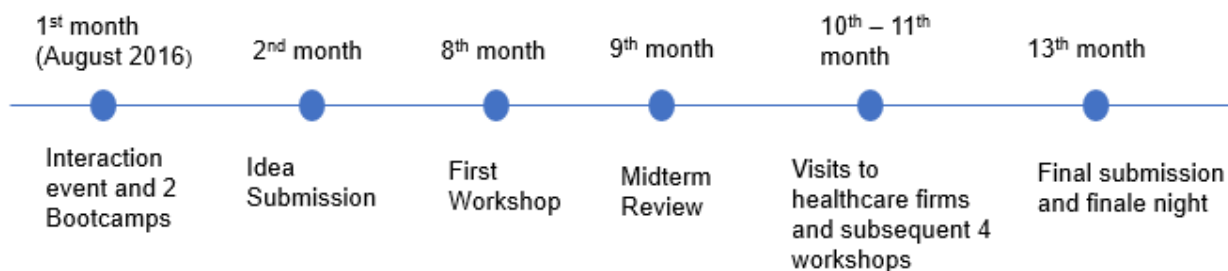 1st month
(August 2016)
2nd month
8th month
9th month
10th – 11th
month
13th month
Interaction
event and 2
Bootcamps
Idea
Submission
First
Workshop
Midterm
Review
Visits to
healthcare firms
and subsequent 4
workshops
Final submission
and finale night